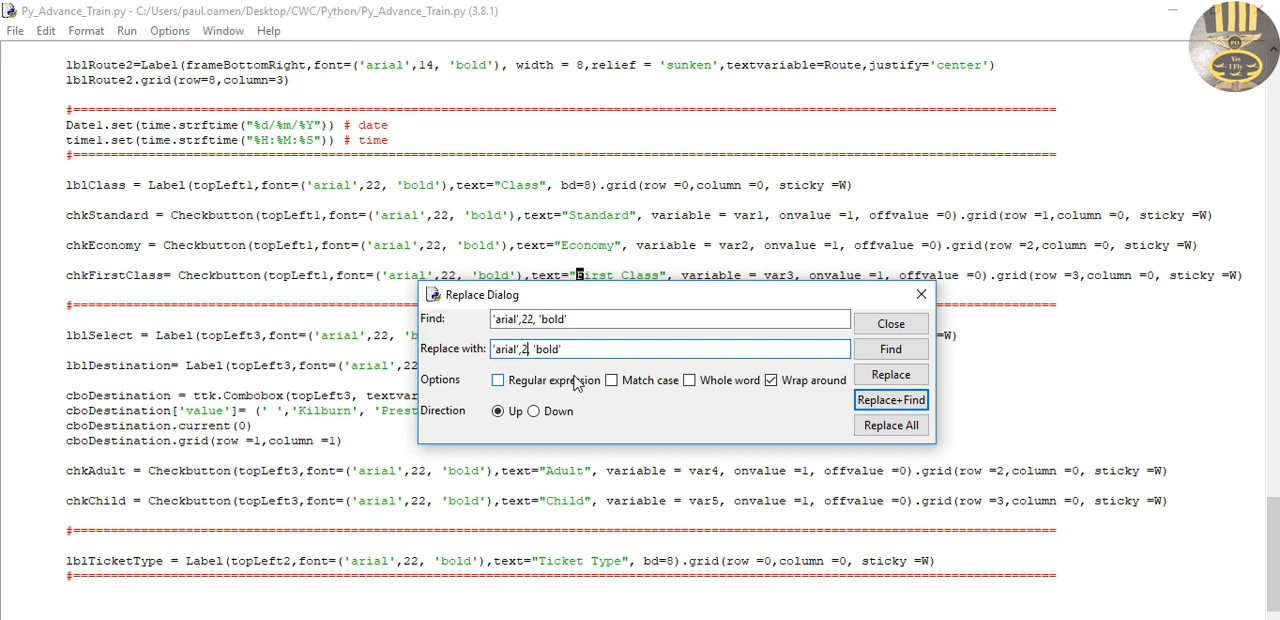 Py_Advance_Train.py - C:/Users/paul.oamen/Desktop/CWC/Python/Py_Advance_Train.py (3.8.1)
File Edit Format Run Options Window Help
lblRoute2=Label(frameBottomRight,font=('arial',14, 'bold'), width = 8,relief = 'sunken',textvariable=Route,justify='center')
lblRoute2.grid(row=8,column=3)
#====================================================================================================================================
Date1.set(time.strftime("%d/%m/%Y")) # date
time1.set(time.strftime("%H:%M:%S")) # time
#====================================================================================================================================
lblClass = Label(topLeft1,font=('arial',22, 'bold'),text="Class", bd=8).grid(row =0,column =0, sticky =W)
chkStandard = Checkbutton(topLeft1,font=('arial',22, 'bold'),text="Standard", variable = var1, onvalue =1, offvalue =0).grid(row =1,column =0, sticky =W)
chkEconomy = Checkbutton(topLeft1,font=('arial',22, 'bold'),text="Economy", variable = var2, onvalue =1, offvalue =0).grid(row =2,column =0, sticky =W)
chkFirstClass= Checkbutton(topLeft1,font=('arial',22, 'bold'),text="First Class", variable = var3, onvalue =1, offvalue =0).grid(row =3,column =0, sticky =W)
#==============================================
lblSelect = Label(topLeft3,font=('arial',22, 'b
lblDestination= Label(topLeft3,font=('arial',22
cboDestination = ttk.Combobox(topLeft3, textvar
cboDestination['value']= (' ','Kilburn', 'Prest
cboDestination.current(0)
cboDestination.grid(row =1,column =1)
Replace Dialog
Find: 'arial',22, 'bold'
Close
Replace with: 'arial',2, 'bold'
Find
Options Regular expression Match case Whole word Wrap around
Replace
Replace+Find
Direction Up Down
Replace All
chkAdult = Checkbutton(topLeft3,font=('arial',22, 'bold'),text="Adult", variable = var4, onvalue =1, offvalue =0).grid(row =2,column =0, sticky =W)
chkChild = Checkbutton(topLeft3,font=('arial',22, 'bold'),text="Child", variable = var5, onvalue =1, offvalue =0).grid(row =3,column =0, sticky =W)
#====================================================================================================================================
lblTicketType = Label(topLeft2,font=('arial',22, 'bold'),text="Ticket Type", bd=8).grid(row =0,column =0, sticky =W)
#====================================================================================================================================
PO
Yes
I Fly